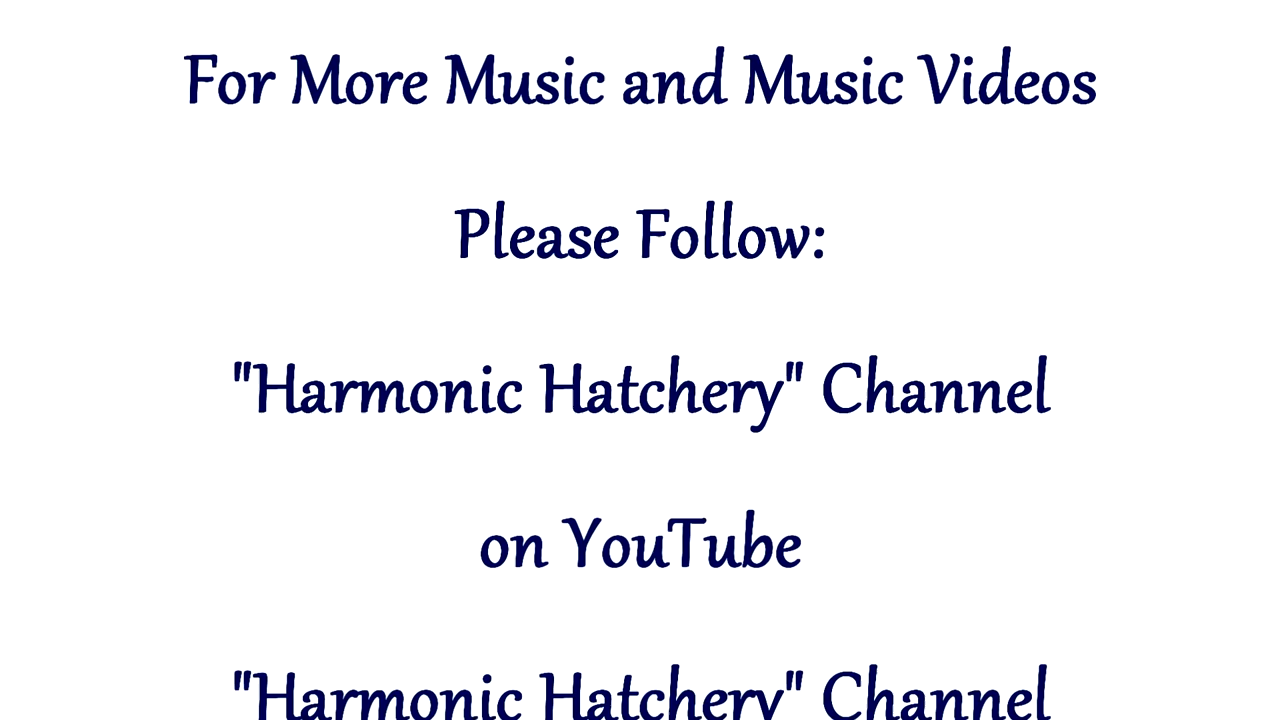 For More Music and Music Videos
Please Follow:
"Harmonic Hatchery" Channel
on YouTube
"Harmonic Hatchery" Channel